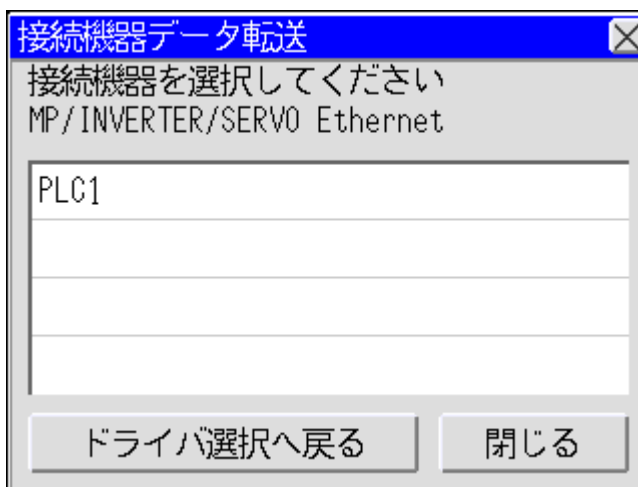 接続機器データ転送
接続機器を選択してください
MP/INVERTER/SERVO Ethernet
PLC1
ドライバ選択へ戻る
閉じる